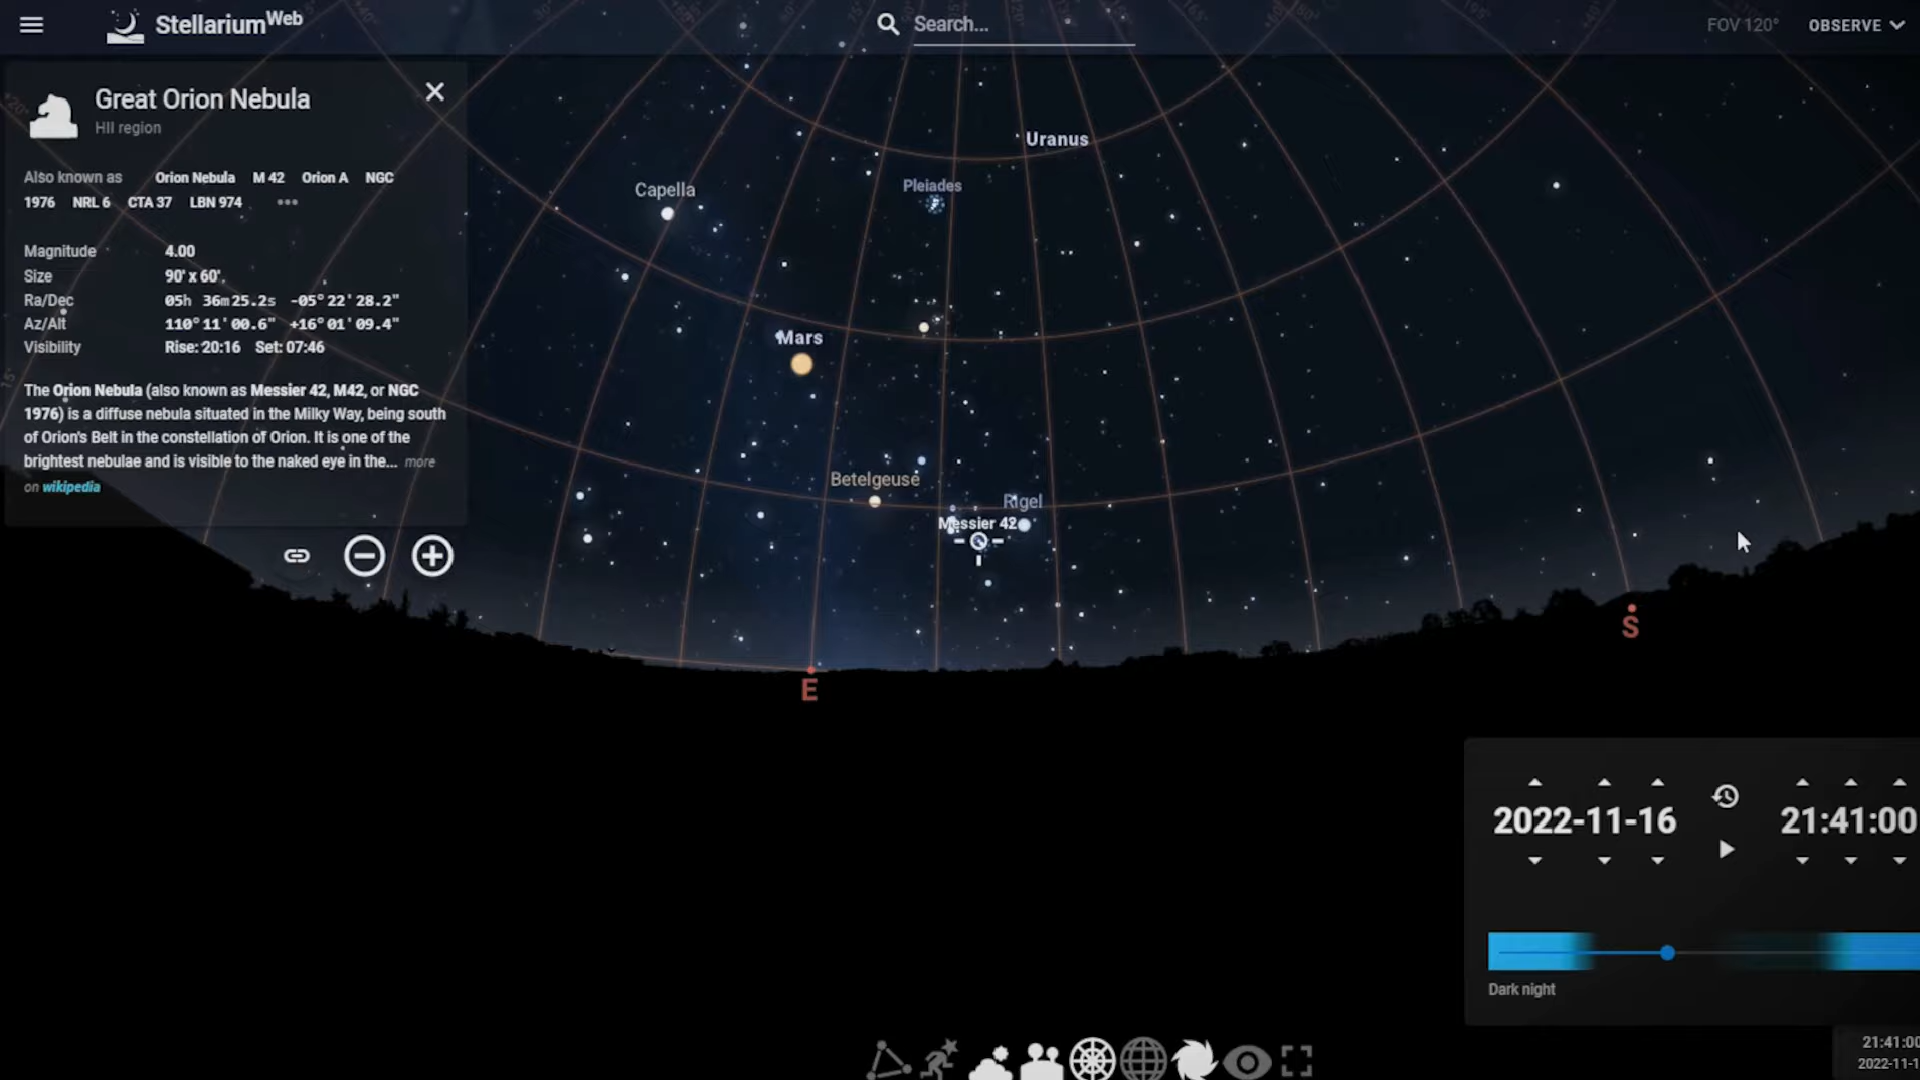 StellariumWeb
Search...
FOV 120°
OBSERVE
Great Orion Nebula
HII region
Also known as Orion Nebula M 42 Orion A NGC
1976 NRL 6 CTA 37 LBN 974 •••
Magnitude 4.00
Size 90' x 60'
Ra/Dec 05h 36m 25.2s -05° 22' 28.2"
Az/Alt 110° 11' 00.6" +16° 01' 09.4"
Visibility Rise: 20:16 Set: 07:46
The Orion Nebula (also known as Messier 42, M42, or NGC
1976) is a diffuse nebula situated in the Milky Way, being south
of Orion's Belt in the constellation of Orion. It is one of the
brightest nebulae and is visible to the naked eye in the... more
on wikipedia
Uranus
Pleiades
Capella
Mars
Betelgeuse
Rigel
Messier 42
S
E
2022-11-16
21:41:00
Dark night
21:41:00
2022-11-1